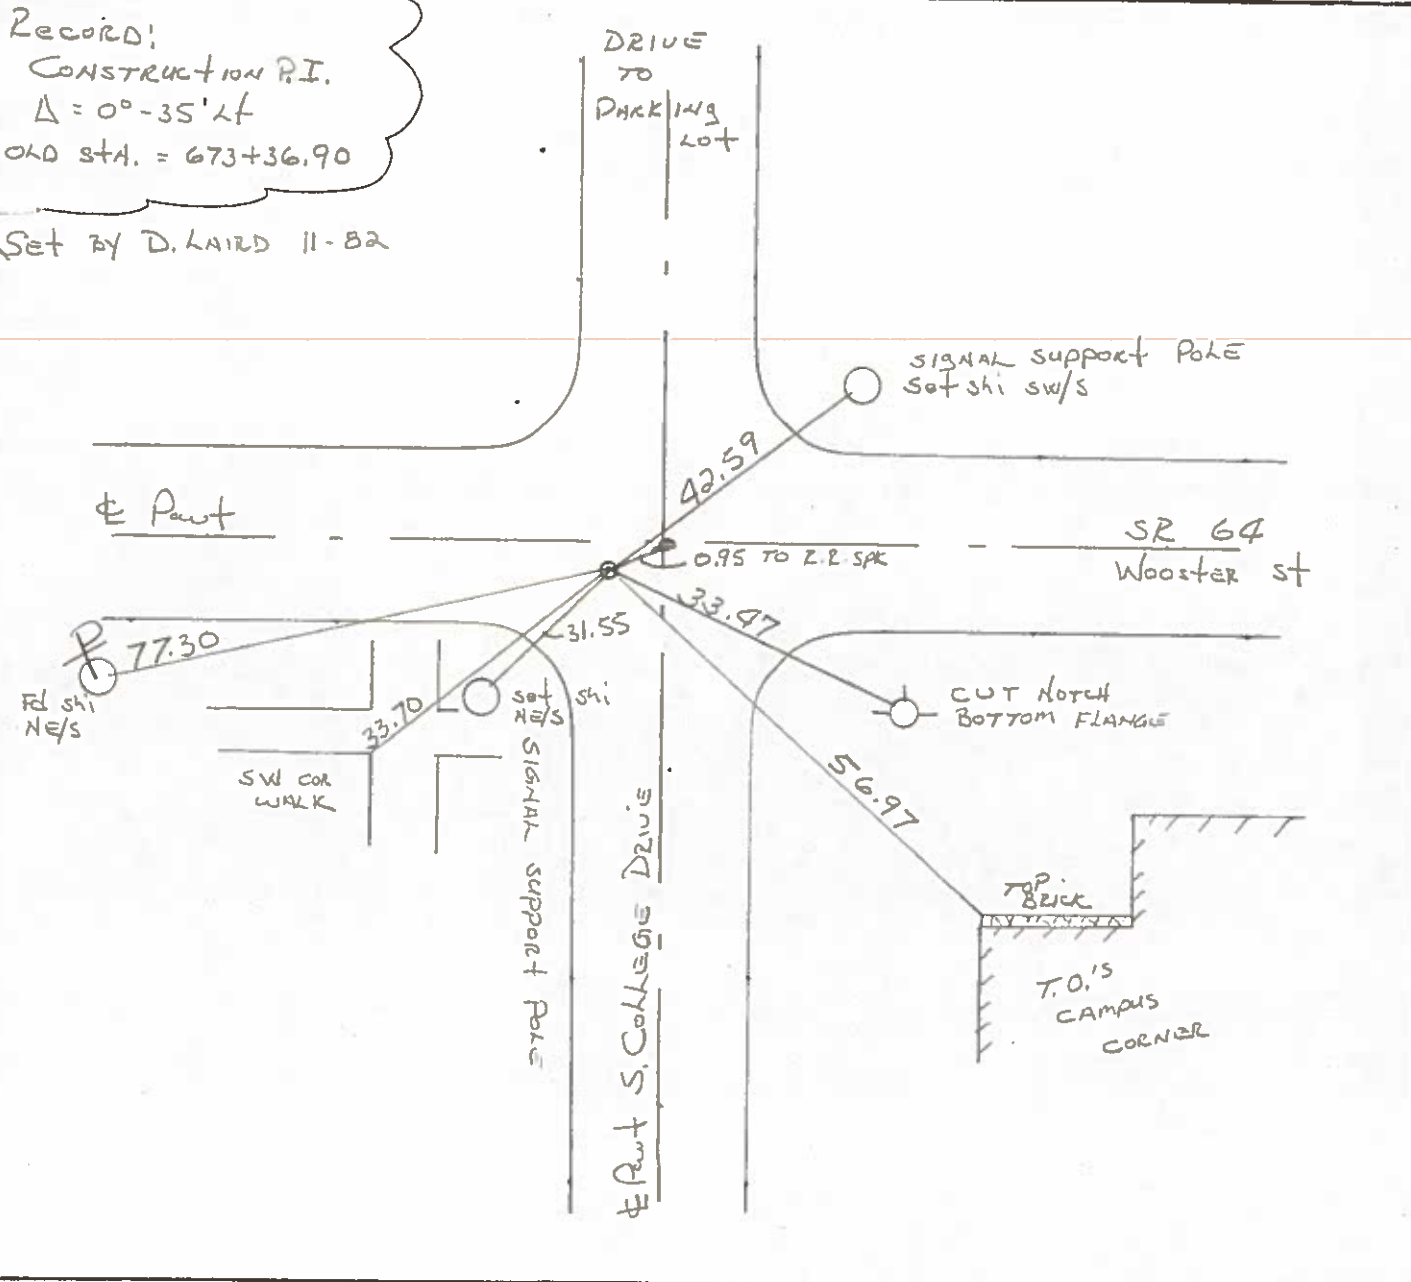 RECORD:
CONSTRUCTION P.I.
Δ = 0°-35' Lt
OLD StA. = 673+36.90
Set BY D. LAIRD 11-82
DRIVE
TO
PARKING
Lot
SIGNAL SUPPORt POLE
Set shi SW/S
42.59
℄ Pavt
SR 64
Wooster St
0.95 TO R.R. SPK
33.47
31.55
P
77.30
Fd shi
NE/S
33.70
Set shi
NE/S
SIGNAL SUPPORt POLE
SW COR
WALK
CUT NOtCH
BOTTOM FLANGE
56.97
TOP
BRICK
T.O.'S
CAMPUS
CORNER
℄ Pavt S. COLLEGE DRIVE